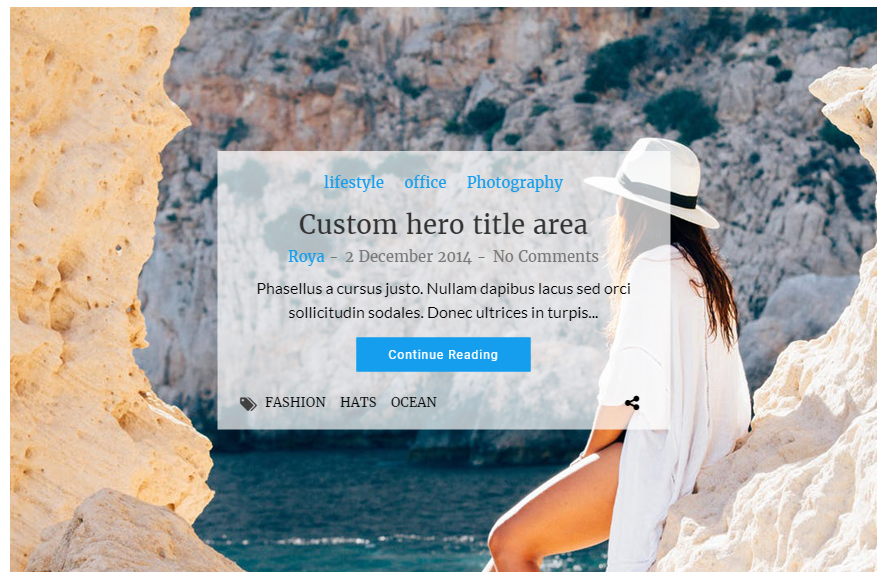 lifestyle office Photography
Custom hero title area
Roya - 2 December 2014 - No Comments
Phasellus a cursus justo. Nullam dapibus lacus sed orci
sollicitudin sodales. Donec ultrices in turpis...
Continue Reading
FASHION HATS OCEAN